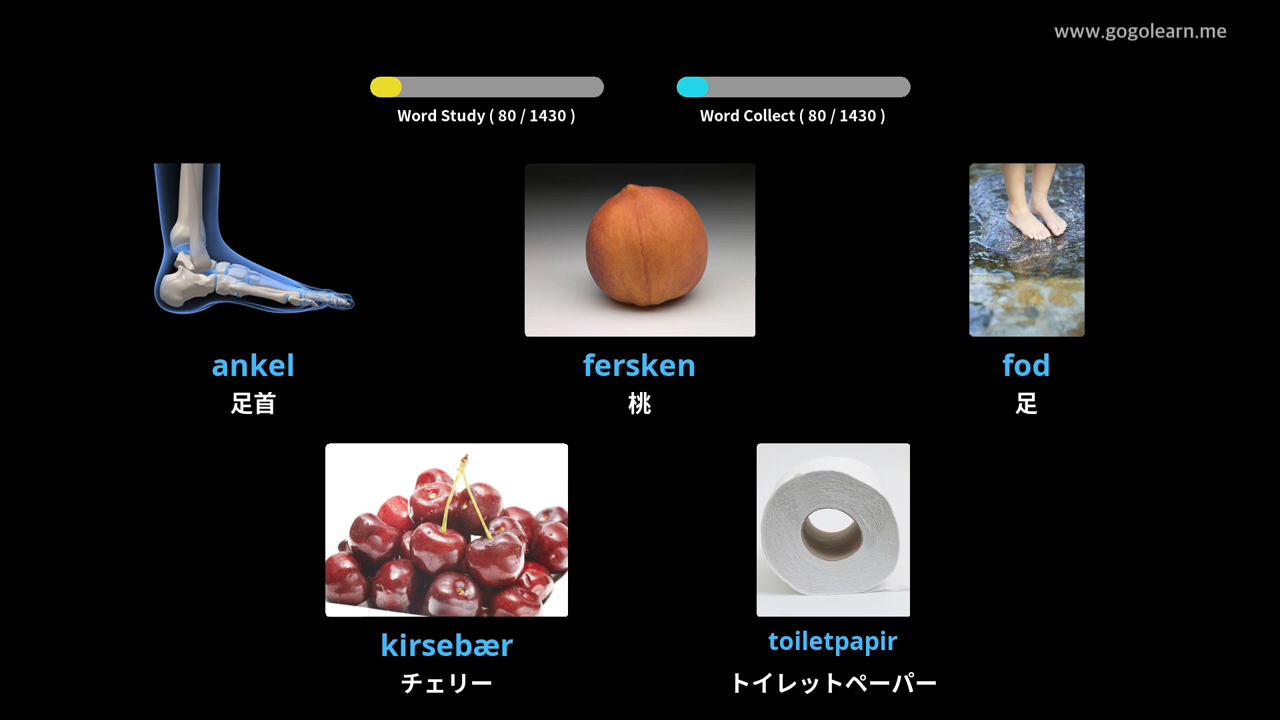 www.gogolearn.me
Word Study ( 80 / 1430 )
Word Collect ( 80 / 1430 )
ankel
足首
fersken
桃
fod
足
kirsebær
チェリー
toiletpapir
トイレットペーパー